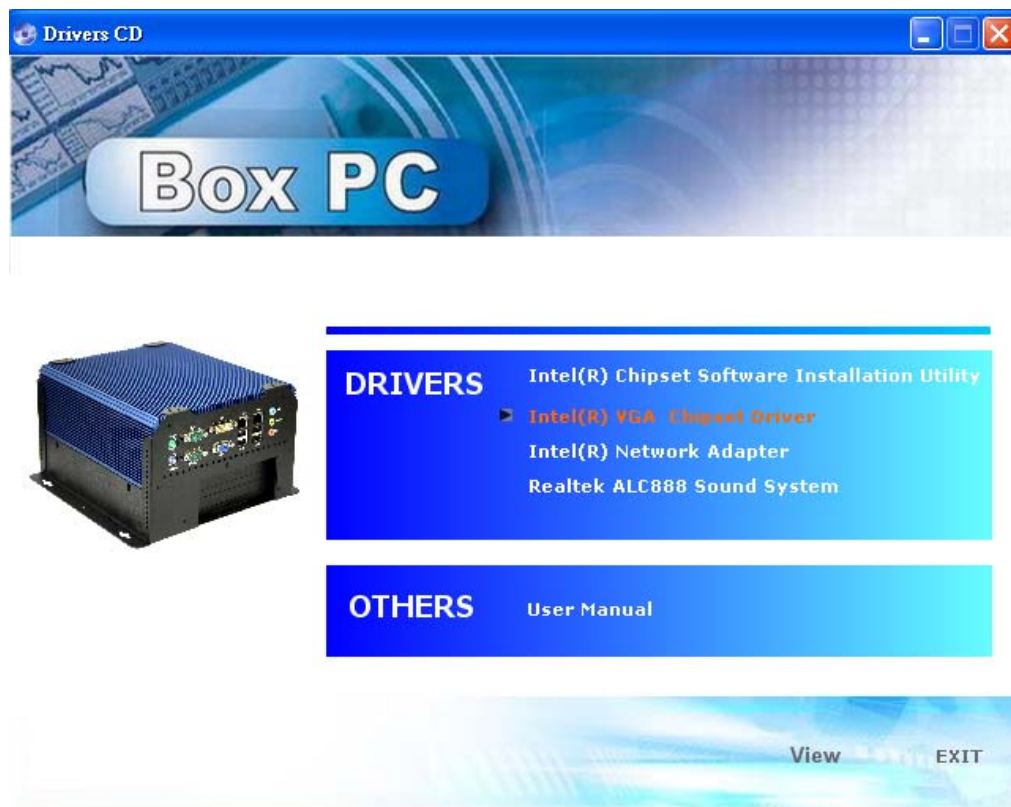 Drivers CD
Box PC
DRIVERS
Intel(R) Chipset Software Installation Utility
Intel(R) VGA Chipset Driver
Intel(R) Network Adapter
Realtek ALC888 Sound System
OTHERS
User Manual
View
EXIT